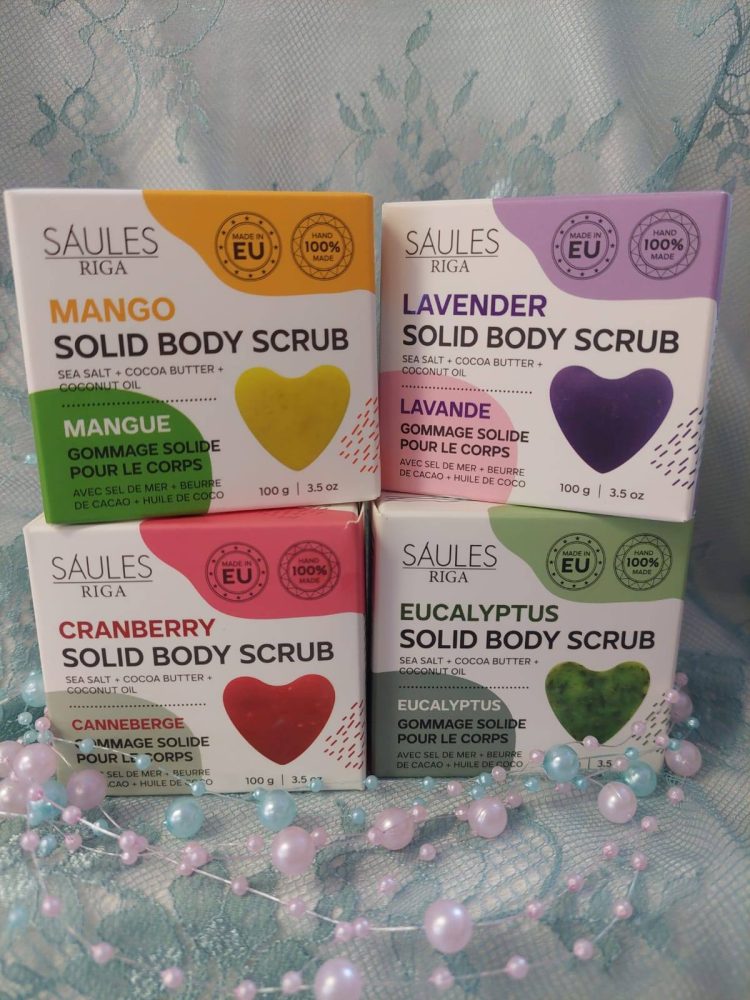 SAULES
RIGA
MADE IN
EU
HAND
100%
MADE
MANGO
SOLID BODY SCRUB
SEA SALT + COCOA BUTTER +
COCONUT OIL
MANGUE
GOMMAGE SOLIDE
POUR LE CORPS
AVEC SEL DE MER + BEURRE
DE CACAO + HUILE DE COCO
100 g | 3.5 oz
SAULES
RIGA
MADE IN
EU
HAND
100%
MADE
LAVENDER
SOLID BODY SCRUB
SEA SALT + COCOA BUTTER +
COCONUT OIL
LAVANDE
GOMMAGE SOLIDE
POUR LE CORPS
AVEC SEL DE MER + BEURRE
DE CACAO + HUILE DE COCO
100 g | 3.5 oz
SAULES
RIGA
MADE IN
EU
HAND
100%
MADE
CRANBERRY
SOLID BODY SCRUB
SEA SALT + COCOA BUTTER +
COCONUT OIL
CANNEBERGE
GOMMAGE SOLIDE
POUR LE CORPS
SEL DE MER + BEURRE
DE CACAO + HUILE DE COCO
100 g | 3.5 oz
SAULES
RIGA
MADE IN
EU
HAND
100%
MADE
EUCALYPTUS
SOLID BODY SCRUB
SEA SALT + COCOA BUTTER +
COCONUT OIL
EUCALYPTUS
GOMMAGE SOLIDE
POUR LE CORPS
AVEC SEL DE MER + BEURRE
DE CACAO + HUILE DE COCO
3.5